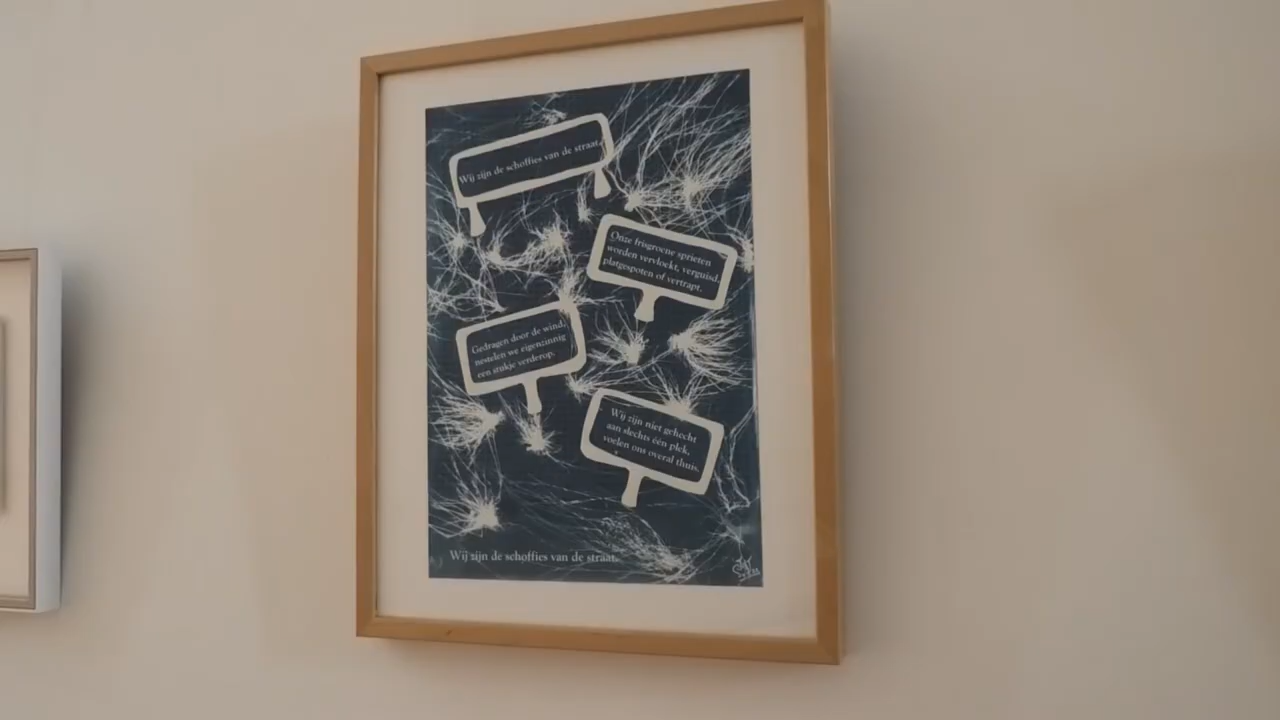 Wij zijn de schoffies van de straat.
Onze frisgroene sprieten
worden vervloekt, verguisd,
platgespoten of vertrapt.
Gedragen door de wind,
nestelen we eigenzinnig
een stukje verderop.
Wij zijn niet gehecht
aan slechts één plek,
voelen ons overal thuis.
Wij zijn de schoffies van de straat.